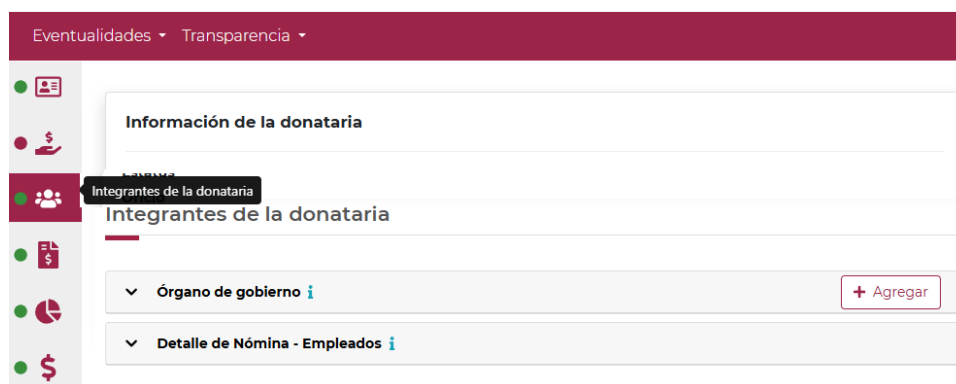 Eventualidades Transparencia
Información de la donataria
Integrantes de la donataria
Integrantes de la donataria
Órgano de gobierno i + Agregar
Detalle de Nómina - Empleados i